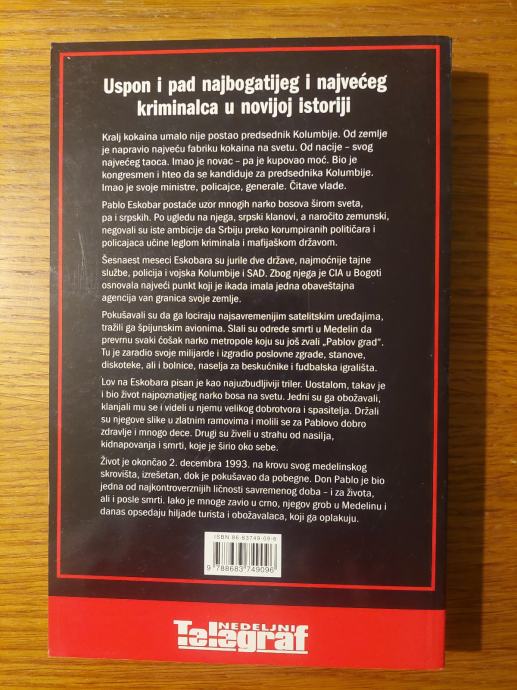 Uspon i pad najbogatijeg i najvećeg
kriminalca u novijoj istoriji
Kralj kokaina umalo nije postao predsednik Kolumbije. Od zemlje
je napravio najveću fabriku kokaina na svetu. Od nacije – svog
najvećeg taoca. Imao je novac – pa je kupovao moć. Bio je
kongresmen i hteo da se kandiduje za predsednika Kolumbije.
Imao je svoje ministre, policajce, generale. Čitave vlade.
Pablo Eskobar postaće uzor mnogih narko bosova širom sveta,
pa i srpskih. Po ugledu na njega, srpski klanovi, a naročito zemunski,
negovali su iste ambicije da Srbiju preko korumpiranih političara i
policajaca učine leglom kriminala i mafijaškom državom.
Šesnaest meseci Eskobara su jurile dve države, najmoćnije tajne
službe, policija i vojska Kolumbije i SAD. Zbog njega je CIA u Bogoti
osnovala najveći punkt koji je ikada imala jedna obaveštajna
agencija van granica svoje zemlje.
Pokušavali su da ga lociraju najsavremenijim satelitskim uređajima,
tražili ga špijunskim avionima. Slali su odrede smrti u Medelin da
prevrnu svaki ćošak narko metropole koju su još zvali „Pablov grad".
Tu je zaradio svoje milijarde i izgradio poslovne zgrade, stanove,
diskoteke, ali i bolnice, naselja za beskućnike i fudbalska igrališta.
Lov na Eskobara pisan je kao najuzbudljiviji triler. Uostalom, takav je
i bio život najpoznatijeg narko bosa na svetu. Jedni su ga obožavali,
klanjali mu se i videli u njemu velikog dobrotvora i spasitelja. Držali
su njegove slike u zlatnim ramovima i molili se za Pablovo dobro
zdravlje i mnogo dece. Drugi su živeli u strahu od nasilja,
kidnapovanja i smrti, koje je širio oko sebe.
Život je okončao 2. decembra 1993. na krovu svog medelinskog
skrovišta, izrešetan, dok je pokušavao da pobegne. Don Pablo je bio
jedna od najkontroverznijih ličnosti savremenog doba – i za života,
ali i posle smrti. Iako je mnoge zavio u crno, njegov grob u Medelinu i
danas opsedaju hiljade turista i obožavalaca, koji ga oplakuju.
ISBN 86-83749-09-6
9 788683 749096
NEDELJNI
Telegraf